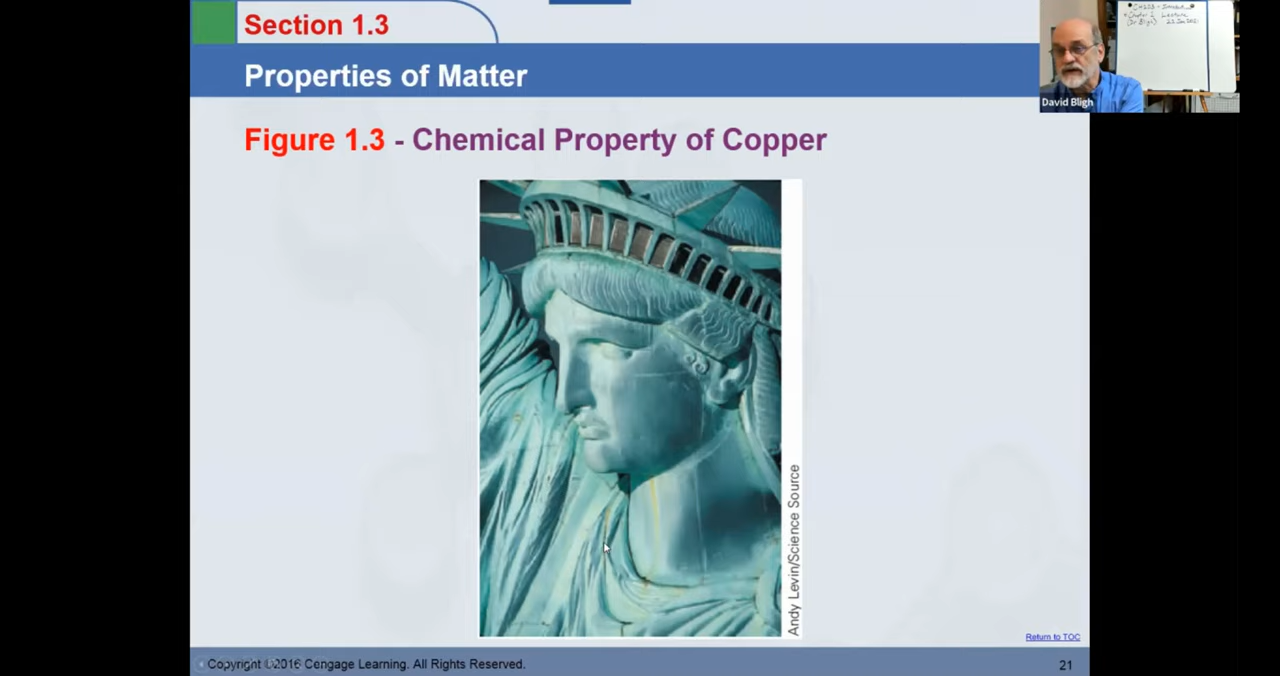 Section 1.3
Properties of Matter
David Bligh
Figure 1.3 - Chemical Property of Copper
Andy Levin/Science Source
Return to TOC
Copyright ©2016 Cengage Learning. All Rights Reserved.
21